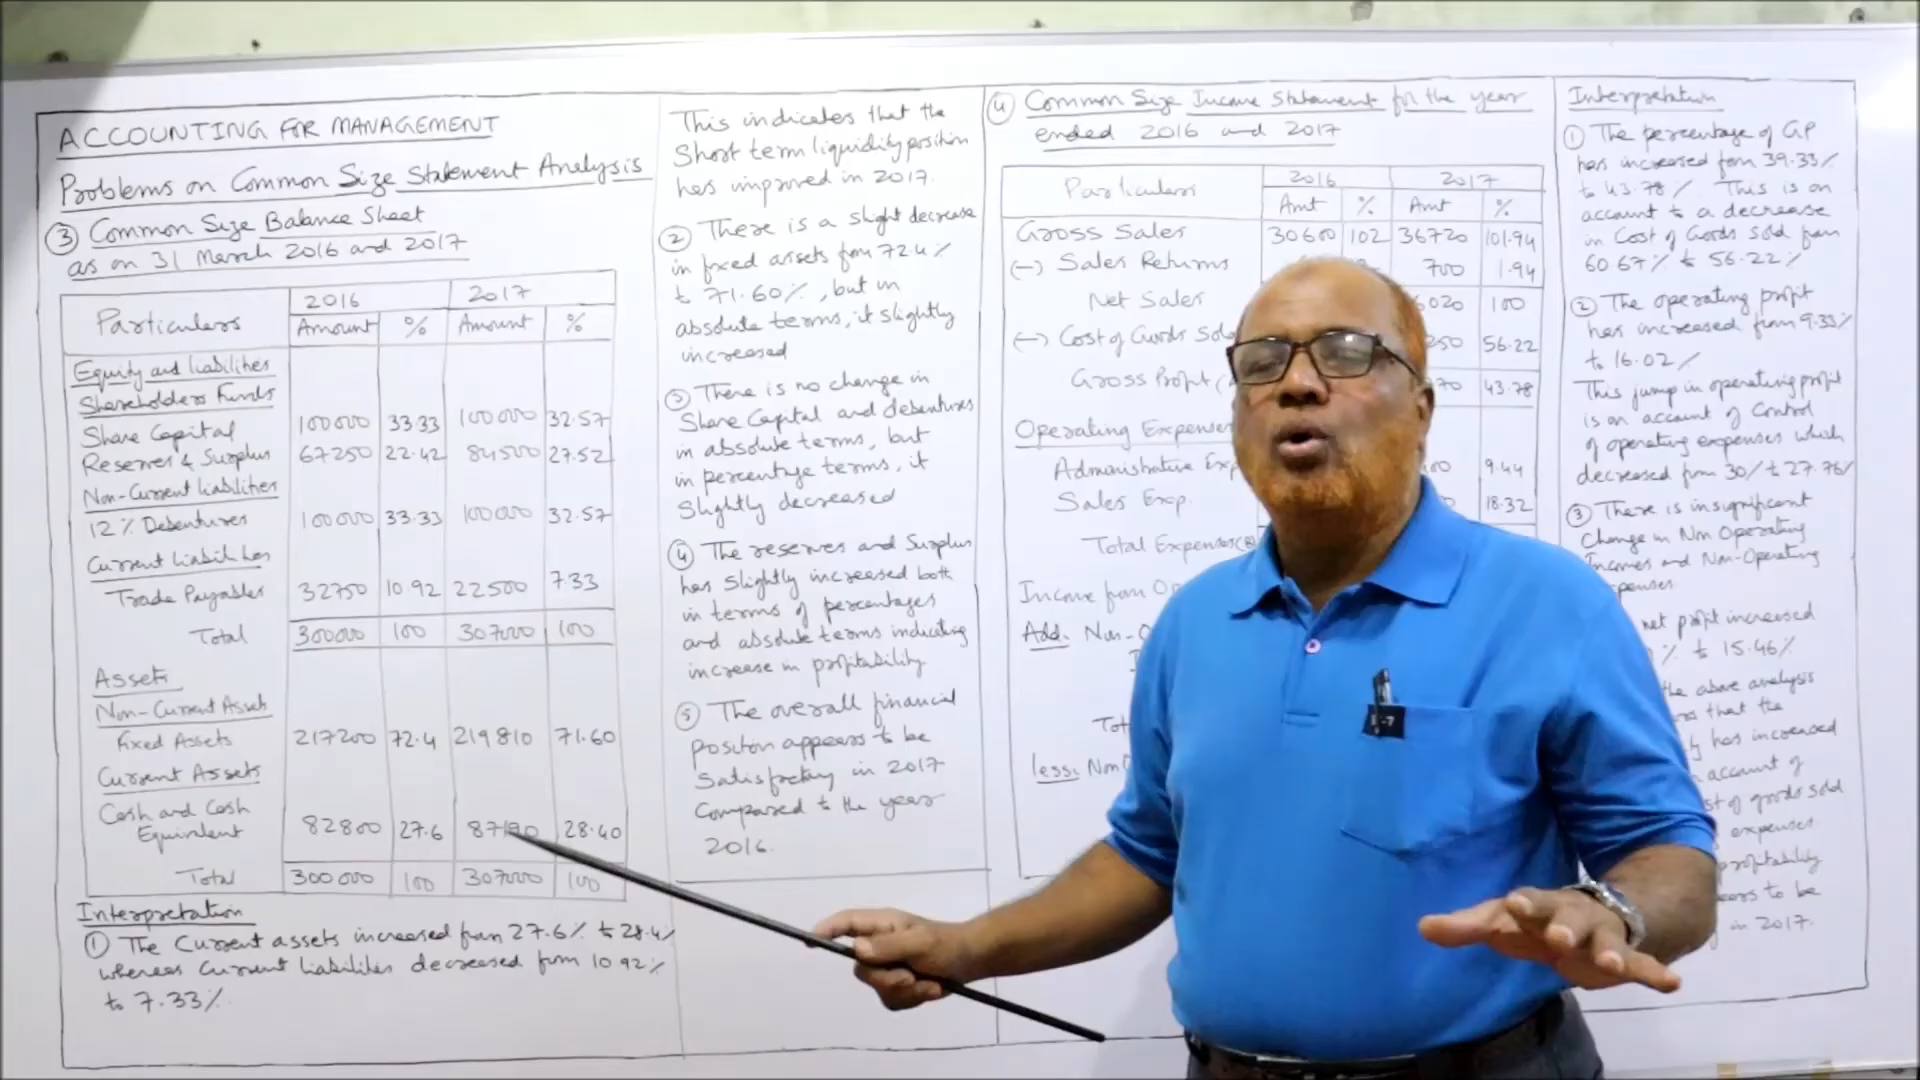 ACCOUNTING FOR MANAGEMENT
Problems on Common Size Statement Analysis
③ Common Size Balance Sheet
as on 31 March 2016 and 2017
Particulars 2016 2017
Amount % Amount %
Equity and liabilities
Shareholders Funds
Share Capital 100000 33.33 100000 32.57
Reserves & Surplus 67250 22.42 84500 27.52
Non-Current liabilities
12% Debentures 100000 33.33 100000 32.57
Current liabilities
Trade Payables 32750 10.92 22500 7.33
Total 300000 100 307000 100
Assets
Non-Current Assets
Fixed Assets 217200 72.4 219810 71.60
Current Assets
Cash and Cash
Equivalent 82800 27.6 87190 28.40
Total 300000 100 307000 100
Interpretation
① The Current assets increased from 27.6% to 28.4%
whereas Current liabilities decreased from 10.92%
to 7.33%.
This indicates that the
Short term liquidity position
has improved in 2017.
② There is a slight decrease
in fixed assets from 72.4%
to 71.60%, but in
absolute terms, it slightly
increased
③ There is no change in
Share Capital and debentures
in absolute terms, but
in percentage terms, it
Slightly decreased
④ The reserves and Surplus
has slightly increased both
in terms of percentages
and absolute terms indicating
increase in profitability
⑤ The overall financial
position appears to be
Satisfactory in 2017
Compared to the year
2016.
④ Common Size Income Statement for the year
ended 2016 and 2017
Particulars 2016 2017
Amt % Amt %
Gross Sales 30600 102 36720 101.94
(-) Sales Returns 700 1.94
Net Sales 6020 100
(-) Cost of Goods Sol 250 56.22
Gross Profit ( 770 43.78
Operating Expenses
Administrative Exp 9.44
Sales Exp. 18.32
Total Expenses (B)
Income from Op
Add: Non-O
I
Tot
less: Non O
Interpretation
① The percentage of GP
has increased from 39.33%
to 43.78%. This is on
account to a decrease
in Cost of Goods sold from
60.67% to 56.22%
② The operating profit
has increased from 9.33%
to 16.02%
This jump in operating profit
is on account of Control
of operating expenses which
decreased from 30% to 27.76%
③ There is insignificant
Change in Non Operating
Incomes and Non-Operating
penses
net profit increased
% to 15.46%
the above analysis
that the
has increased
account of
st of goods sold
expenses
profitability
ears to be
in 2017.